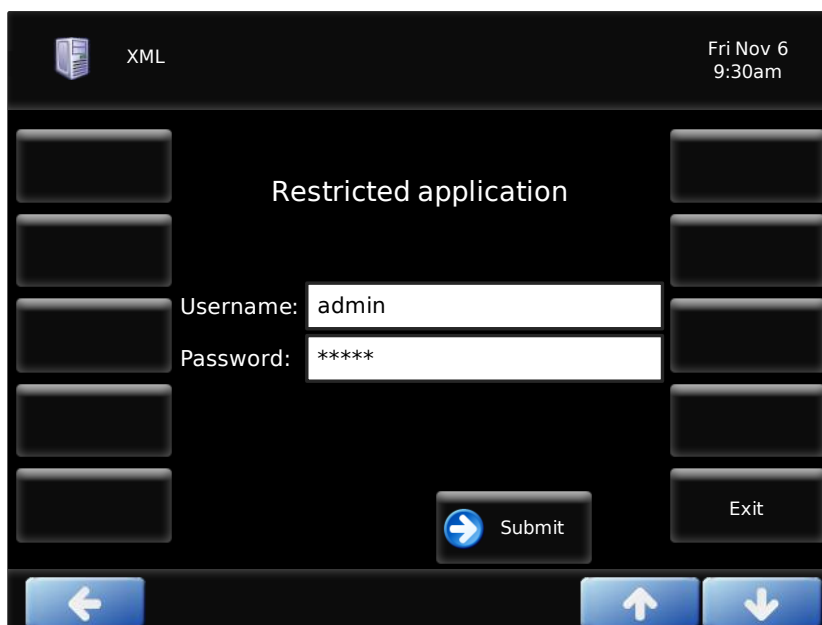 XML
Fri Nov 6
9:30am
Restricted application
Username: admin
Password: *****
Submit
Exit